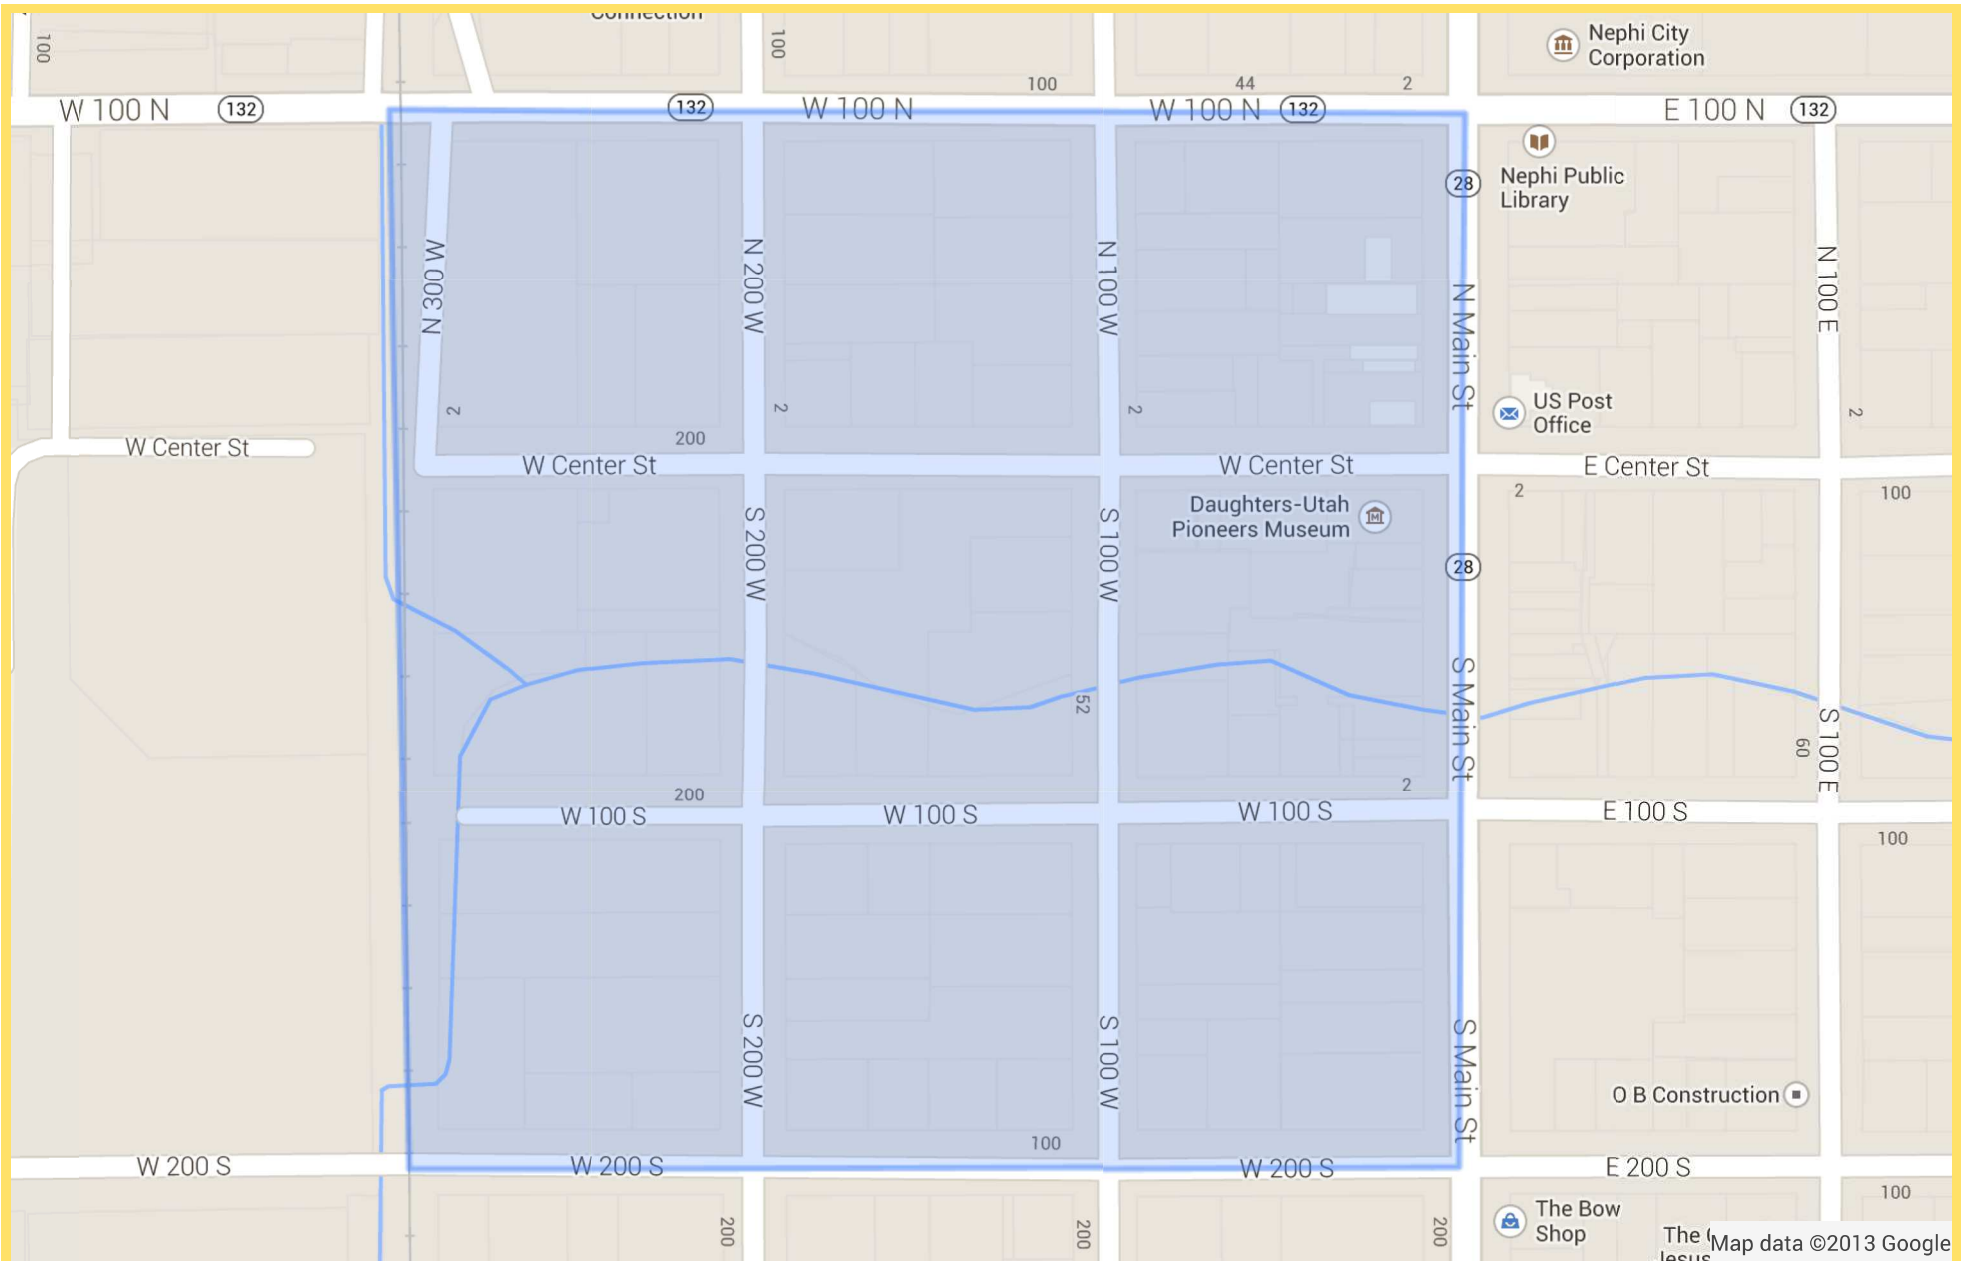 Connection
100
100
Nephi City
Corporation
100
44
2
W 100 N
132
132
W 100 N
W 100 N
132
E 100 N
132
28
Nephi Public
Library
N 300 W
N 200 W
N 100 W
N Main St
N 100 E
2
2
2
US Post
Office
2
200
W Center St
W Center St
W Center St
E Center St
2
100
Daughters-Utah
Pioneers Museum
S 200 W
S 100 W
28
52
S Main St
S 100 E
60
200
2
W 100 S
W 100 S
W 100 S
E 100 S
100
S 200 W
S 100 W
S Main St
O B Construction
100
W 200 S
W 200 S
W 200 S
E 200 S
100
200
200
200
The Bow
Shop
The
Map data ©2013 Google